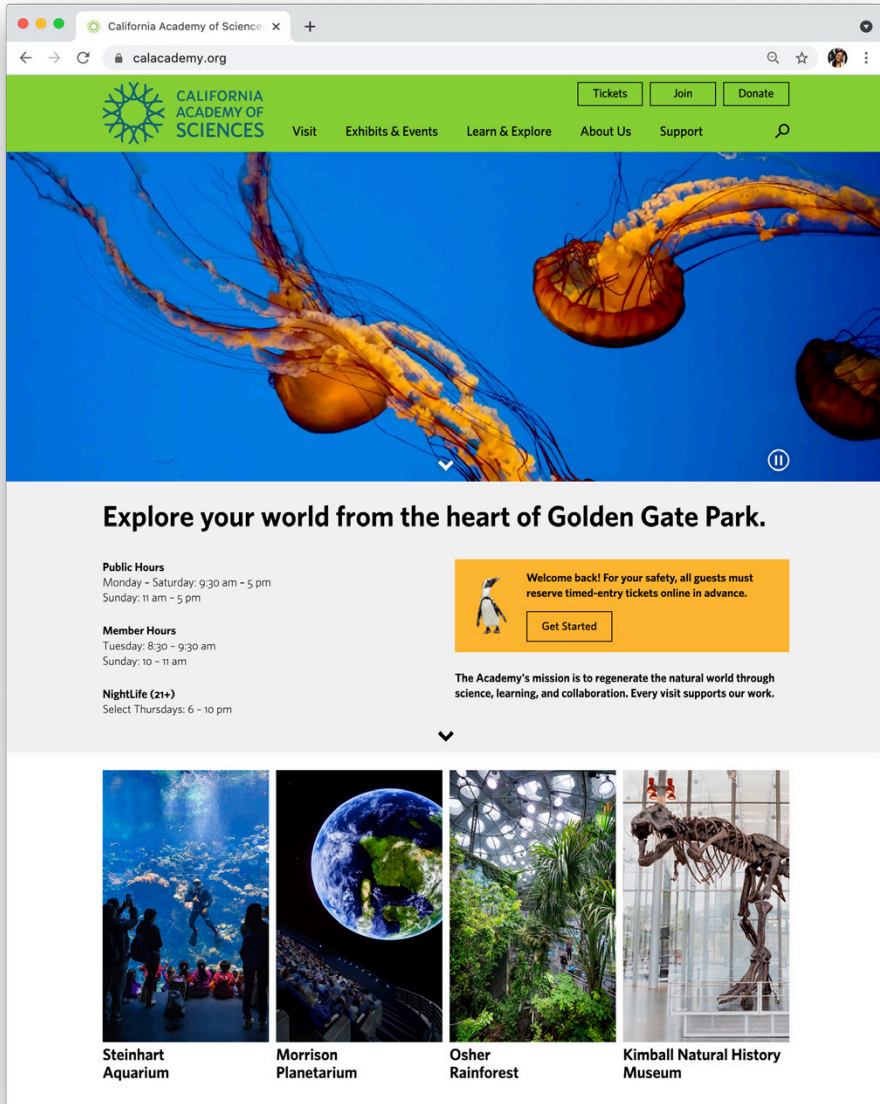 California Academy of Science
calacademy.org
CALIFORNIA
ACADEMY OF
SCIENCES
Tickets
Join
Donate
Visit
Exhibits & Events
Learn & Explore
About Us
Support
Explore your world from the heart of Golden Gate Park.
Public Hours
Monday – Saturday: 9:30 am – 5 pm
Sunday: 11 am – 5 pm
Member Hours
Tuesday: 8:30 – 9:30 am
Sunday: 10 – 11 am
NightLife (21+)
Select Thursdays: 6 – 10 pm
Welcome back! For your safety, all guests must
reserve timed-entry tickets online in advance.
Get Started
The Academy's mission is to regenerate the natural world through
science, learning, and collaboration. Every visit supports our work.
Steinhart
Aquarium
Morrison
Planetarium
Osher
Rainforest
Kimball Natural History
Museum